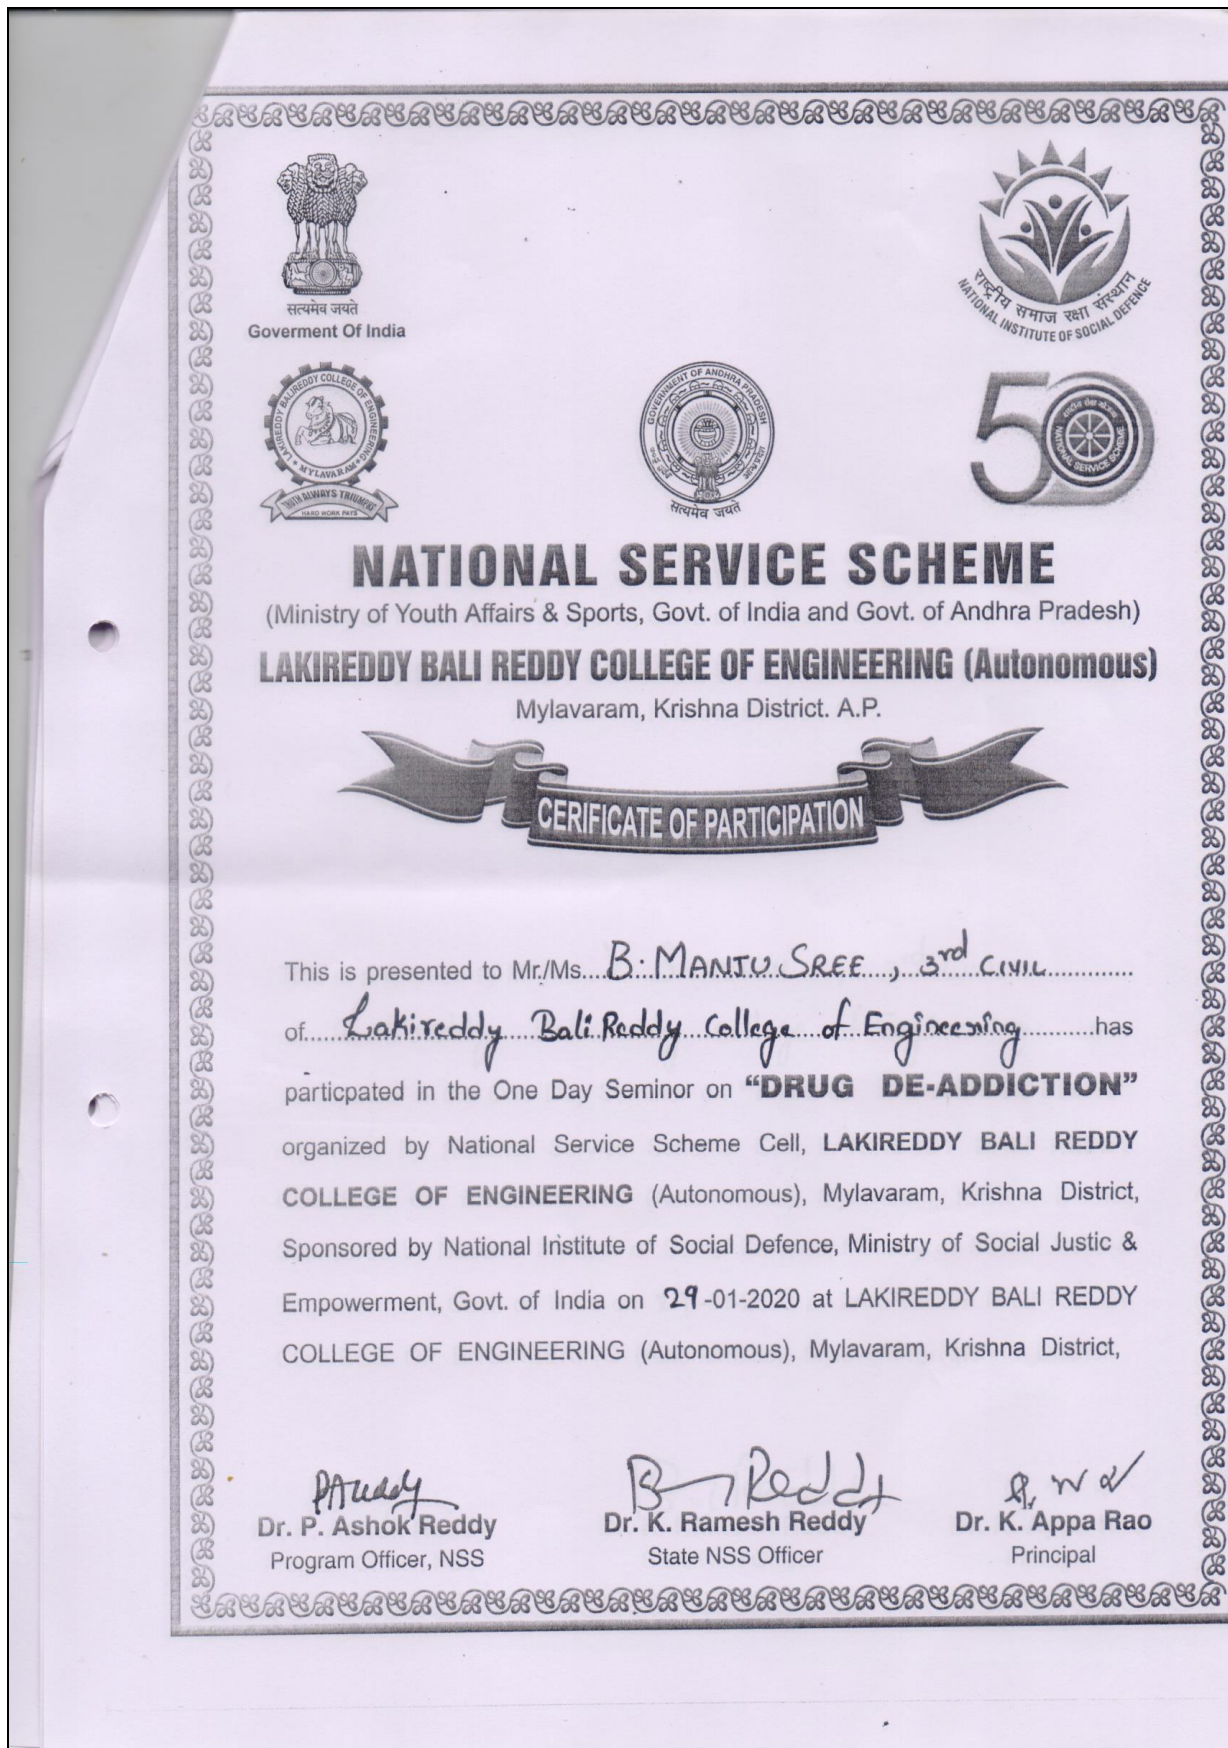 सत्यमेव जयते
Goverment Of India
राष्ट्रीय समाज रक्षा संस्थान
NATIONAL INSTITUTE OF SOCIAL DEFENCE
LAKIREDDY BALIREDDY COLLEGE OF ENGINEERING
* MYLAVARAM *
TRUTH ALWAYS TRIUMPHS
HARD WORK PAYS
GOVERNMENT OF ANDHRA PRADESH
सत्यमेव जयते
50
राष्ट्रीय सेवा योजना
NATIONAL SERVICE SCHEME
NATIONAL SERVICE SCHEME
(Ministry of Youth Affairs & Sports, Govt. of India and Govt. of Andhra Pradesh)
LAKIREDDY BALI REDDY COLLEGE OF ENGINEERING (Autonomous)
Mylavaram, Krishna District. A.P.
CERIFICATE OF PARTICIPATION
This is presented to Mr./Ms....B. MANJU SREE...., 3rd CIVIL..............
of......Lakireddy Bali Reddy College of Engineering...........has
particpated in the One Day Seminor on “DRUG DE-ADDICTION”
organized by National Service Scheme Cell, LAKIREDDY BALI REDDY
COLLEGE OF ENGINEERING (Autonomous), Mylavaram, Krishna District,
Sponsored by National Institute of Social Defence, Ministry of Social Justic &
Empowerment, Govt. of India on 29-01-2020 at LAKIREDDY BALI REDDY
COLLEGE OF ENGINEERING (Autonomous), Mylavaram, Krishna District,
Dr. P. Ashok Reddy
Program Officer, NSS
Dr. K. Ramesh Reddy
State NSS Officer
Dr. K. Appa Rao
Principal